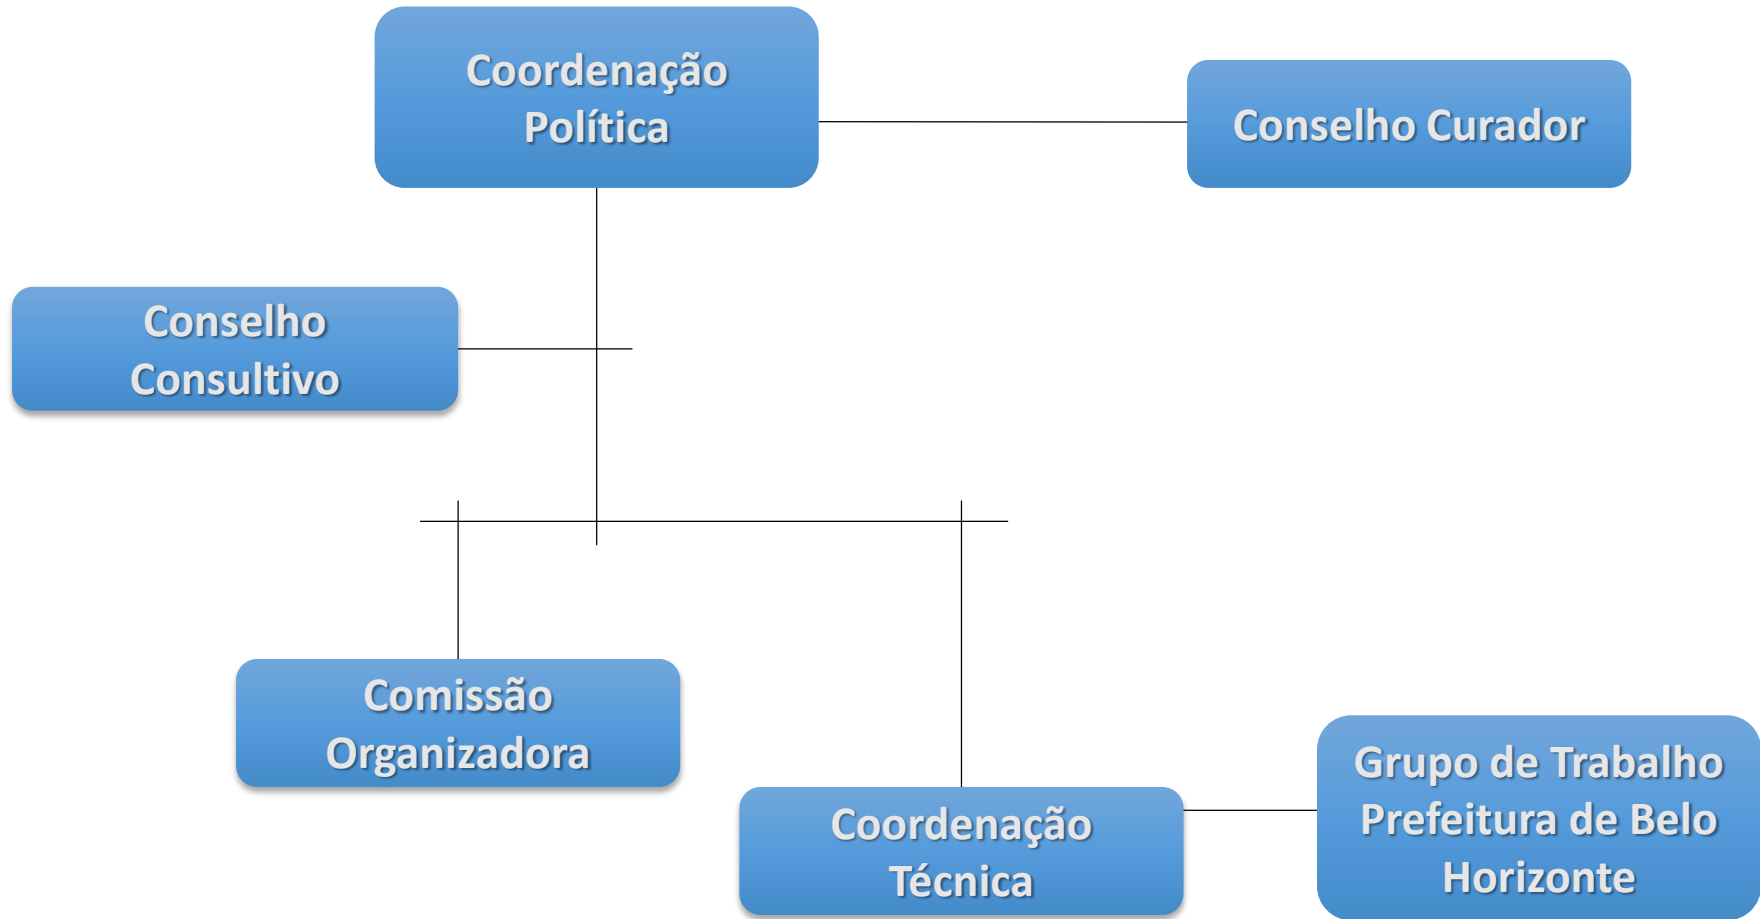 Coordenação
Política
Conselho Curador
Conselho
Consultivo
Comissão
Organizadora
Coordenação
Técnica
Grupo de Trabalho
Prefeitura de Belo
Horizonte